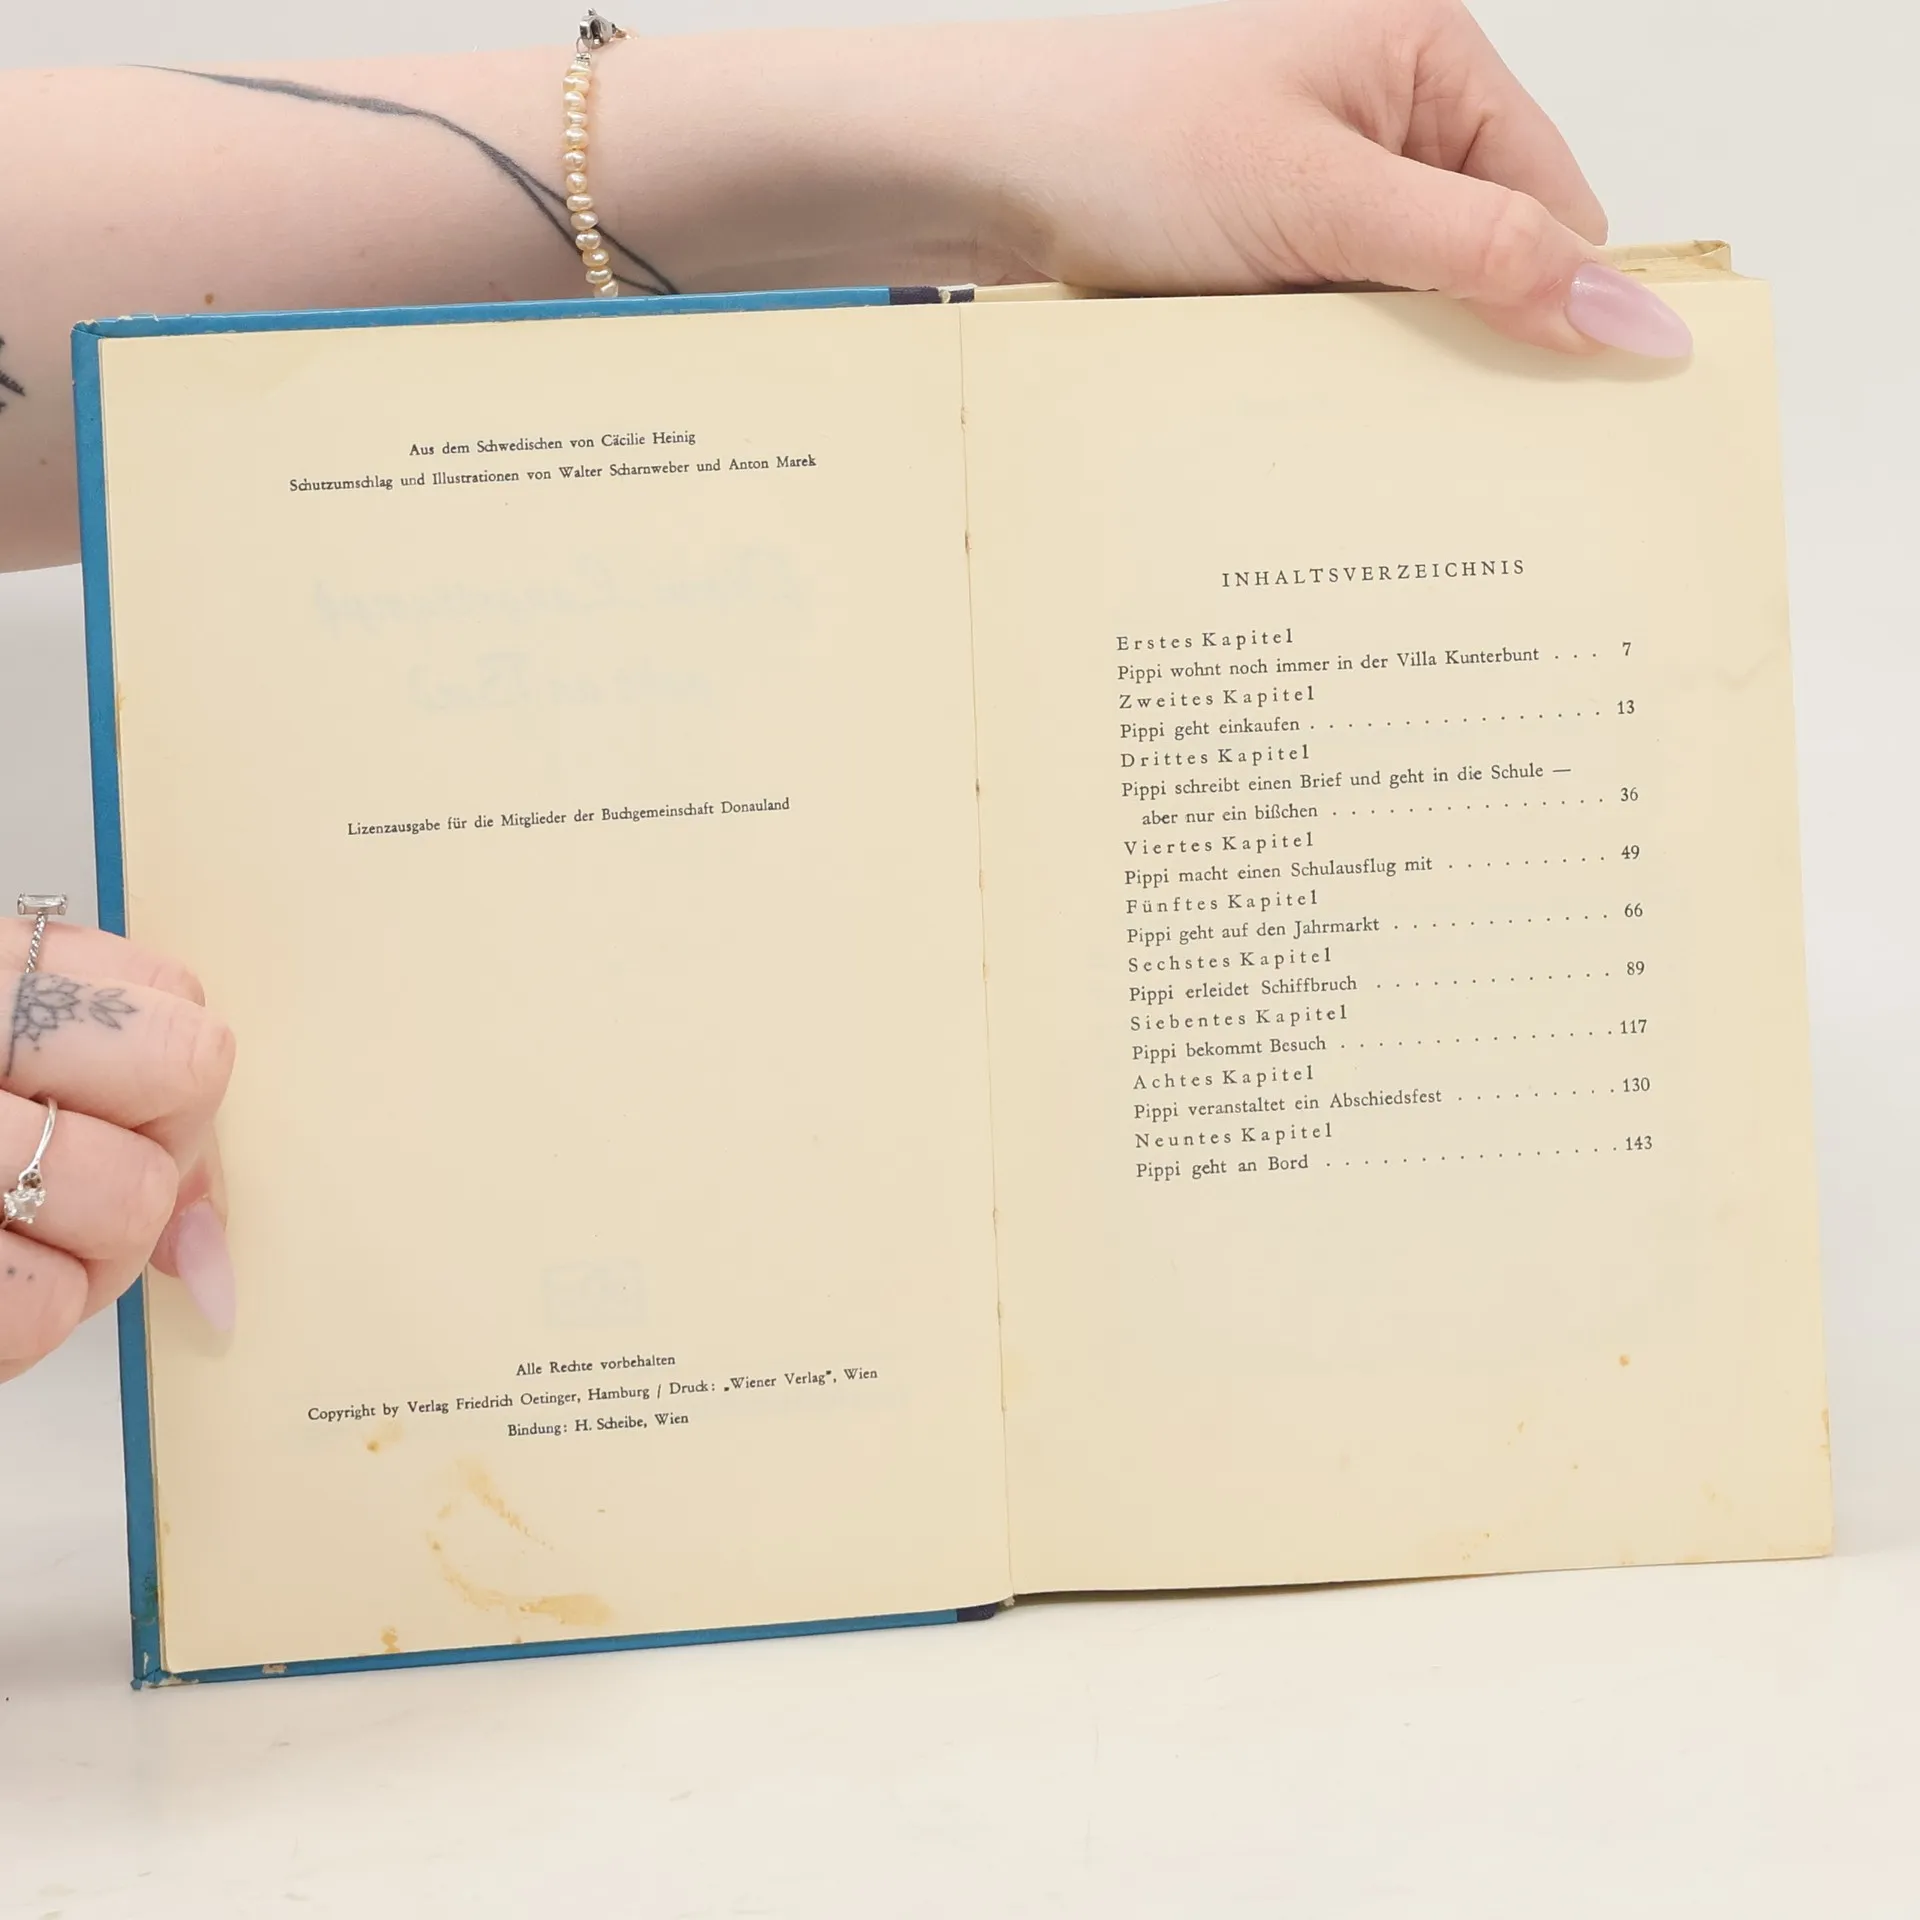 Aus dem Schwedischen von Cäcilie Heinig
Schutzumschlag und Illustrationen von Walter Scharnweber und Anton Marek
Lizenzausgabe für die Mitglieder der Buchgemeinschaft Donauland
Alle Rechte vorbehalten
Copyright by Verlag Friedrich Oetinger, Hamburg / Druck: „Wiener Verlag“, Wien
Bindung: H. Scheibe, Wien
INHALTSVERZEICHNIS
Erstes Kapitel
Pippi wohnt noch immer in der Villa Kunterbunt . . . 7
Zweites Kapitel
Pippi geht einkaufen . . . . . . . . . . . . . . . . 13
Drittes Kapitel
Pippi schreibt einen Brief und geht in die Schule —
aber nur ein bißchen . . . . . . . . . . . . . . . 36
Viertes Kapitel
Pippi macht einen Schulausflug mit . . . . . . . . . 49
Fünftes Kapitel
Pippi geht auf den Jahrmarkt . . . . . . . . . . . . 66
Sechstes Kapitel
Pippi erleidet Schiffbruch . . . . . . . . . . . . . 89
Siebentes Kapitel
Pippi bekommt Besuch . . . . . . . . . . . . . . . 117
Achtes Kapitel
Pippi veranstaltet ein Abschiedsfest . . . . . . . . . 130
Neuntes Kapitel
Pippi geht an Bord . . . . . . . . . . . . . . . . 143